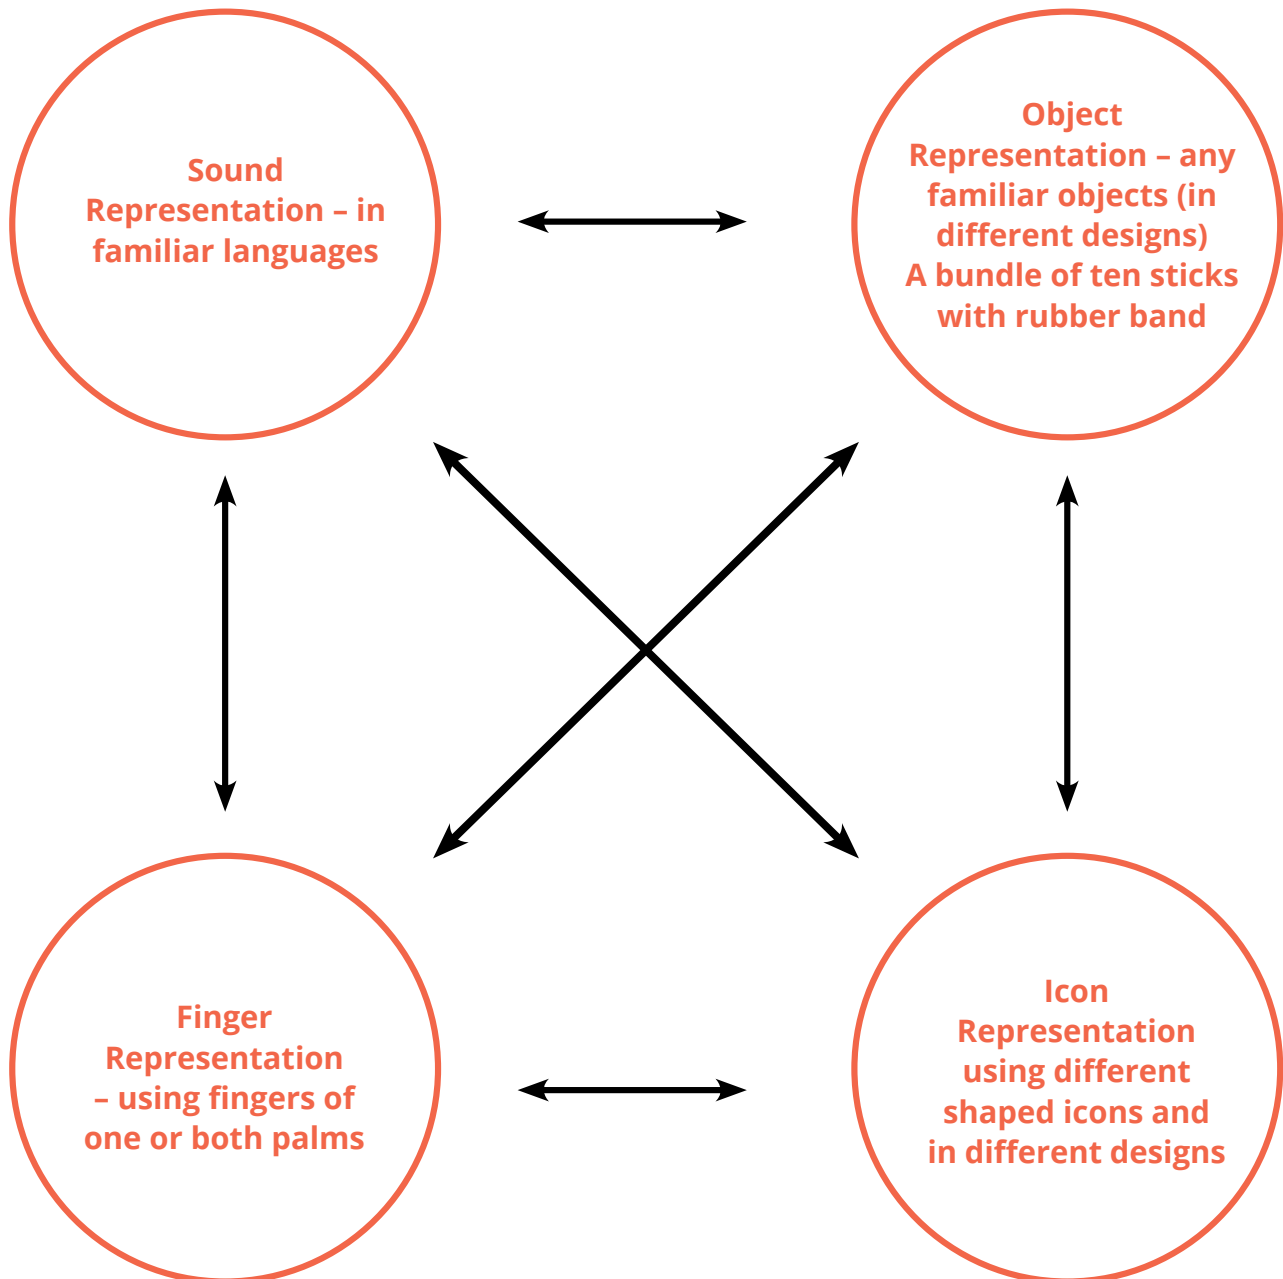 Sound
Representation – in
familiar languages
Object
Representation – any
familiar objects (in
different designs)
A bundle of ten sticks
with rubber band
Finger
Representation
– using fingers of
one or both palms
Icon
Representation
using different
shaped icons and
in different designs